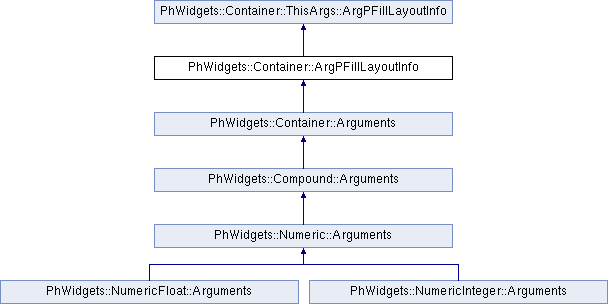 PhWidgets::Container::ThisArgs::ArgPFillLayoutInfo
PhWidgets::Container::ArgPFillLayoutInfo
PhWidgets::Container::Arguments
PhWidgets::Compound::Arguments
PhWidgets::Numeric::Arguments
PhWidgets::NumericFloat::Arguments
PhWidgets::NumericInteger::Arguments